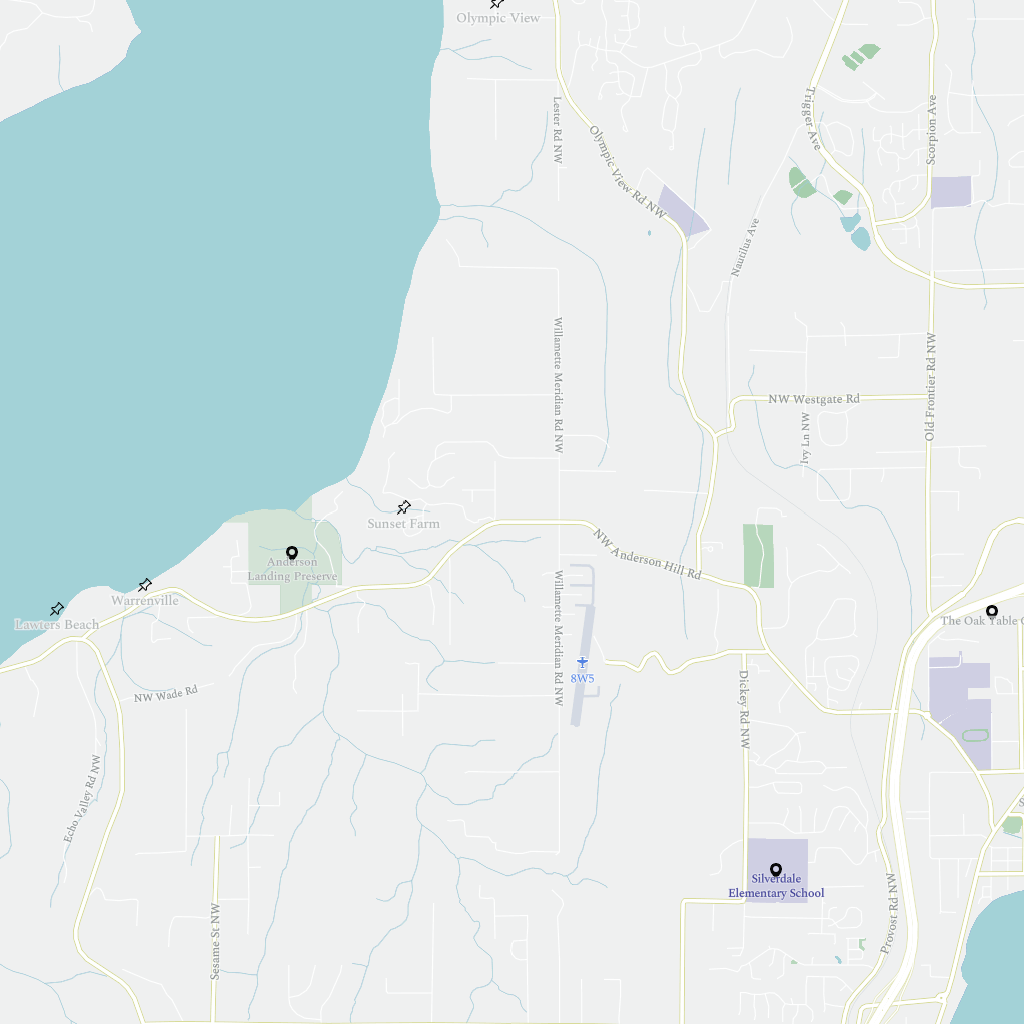 Olympic View
Lester Rd NW
Olympic View Rd NW
Trigger Ave
Scorpion Ave
Nautilus Ave
Willamette Meridian Rd NW
Old Frontier Rd NW
NW Westgate Rd
Ivy Ln NW
Sunset Farm
NW Anderson Hill Rd
Anderson
Landing Preserve
Warrenville
Lawters Beach
Willamette Meridian Rd NW
The Oak Table
8W5
NW Wade Rd
Dickey Rd NW
Echo Valley Rd NW
Silverdale
Elementary School
Provost Rd NW
Sesame St NW